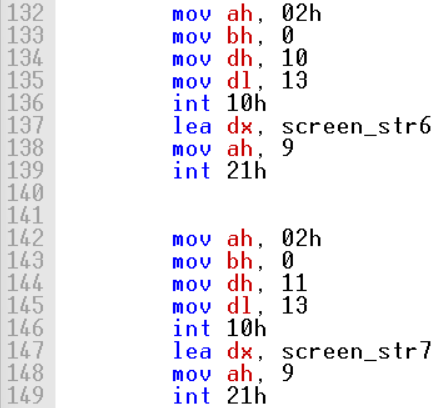 132 mov ah, 02h
133 mov bh, 0
134 mov dh, 10
135 mov dl, 13
136 int 10h
137 lea dx, screen_str6
138 mov ah, 9
139 int 21h
140
141
142 mov ah, 02h
143 mov bh, 0
144 mov dh, 11
145 mov dl, 13
146 int 10h
147 lea dx, screen_str7
148 mov ah, 9
149 int 21h